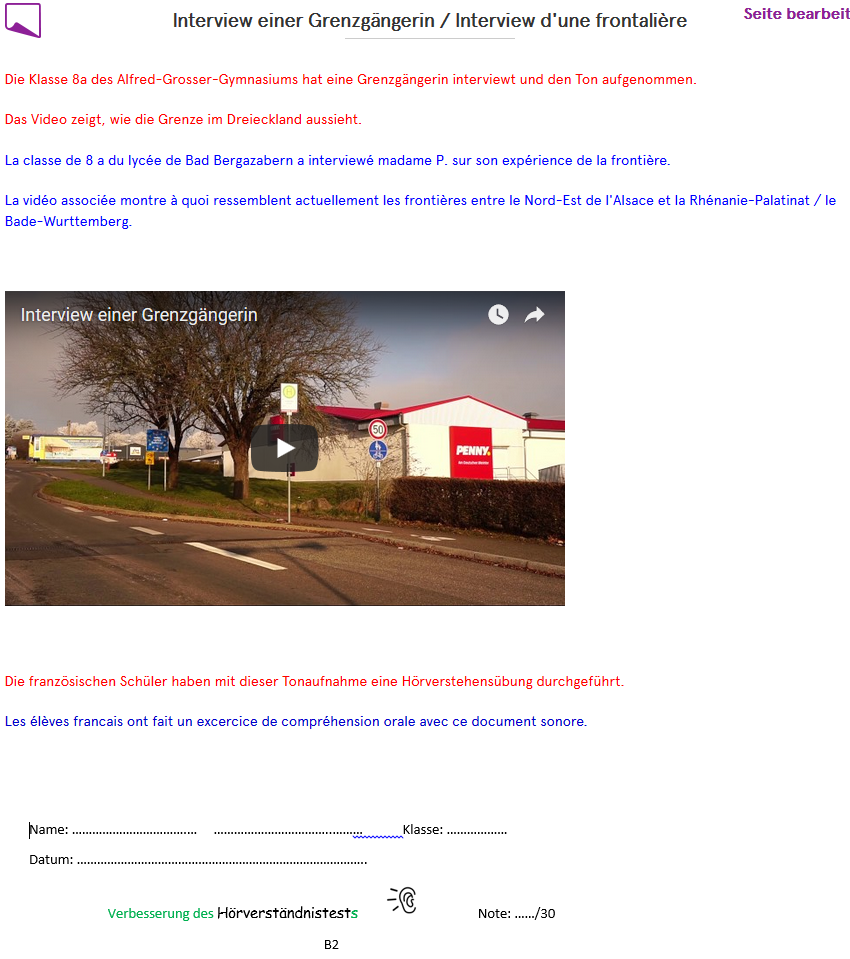 Interview einer Grenzgängerin / Interview d'une frontalière
Seite bearbeit
Die Klasse 8a des Alfred-Grosser-Gymnasiums hat eine Grenzgängerin interviewt und den Ton aufgenommen.
Das Video zeigt, wie die Grenze im Dreieckland aussieht.
La classe de 8 a du lycée de Bad Bergazabern a interviewé madame P. sur son expérience de la frontière.
La vidéo associée montre à quoi ressemblent actuellement les frontières entre le Nord-Est de l'Alsace et la Rhénanie-Palatinat / le
Bade-Wurttemberg.
Interview einer Grenzgängerin
H
50
PENNY.
Die französischen Schüler haben mit dieser Tonaufnahme eine Hörverstehensübung durchgeführt.
Les élèves francais ont fait un excercice de compréhension orale avec ce document sonore.
Name: ..................................... ............................................Klasse: ..................
Datum: ......................................................................................
Verbesserung des Hörverständnistests
Note: ....../30
B2